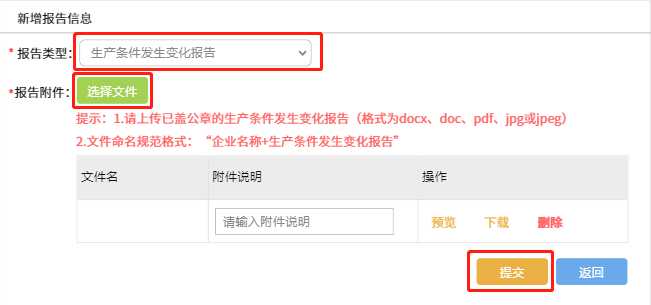 新增报告信息
* 报告类型： 生产条件发生变化报告
*报告附件： 选择文件
提示：1.请上传已盖公章的生产条件发生变化报告（格式为docx、doc、pdf、jpg或jpeg）
2.文件命名规范格式：“企业名称+生产条件发生变化报告”
文件名 附件说明 操作
请输入附件说明 预览 下载 删除
提交 返回